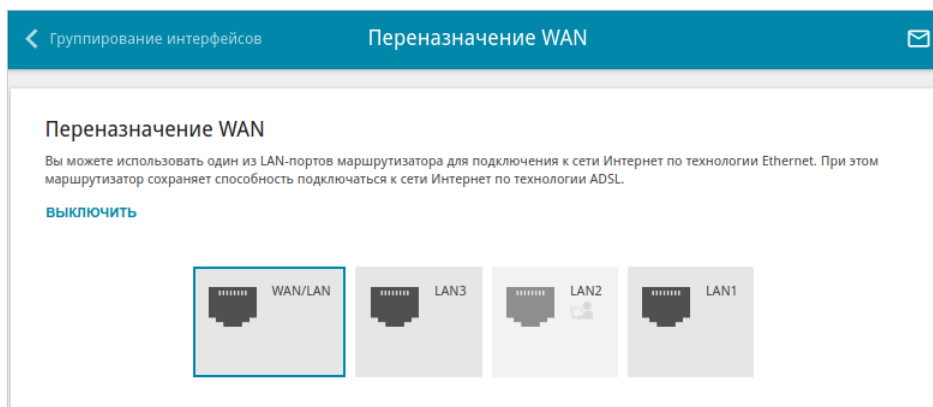 Группирование интерфейсов
Переназначение WAN
Переназначение WAN
Вы можете использовать один из LAN-портов маршрутизатора для подключения к сети Интернет по технологии Ethernet. При этом
маршрутизатор сохраняет способность подключаться к сети Интернет по технологии ADSL.
ВЫКЛЮЧИТЬ
WAN/LAN
LAN3
LAN2
LAN1